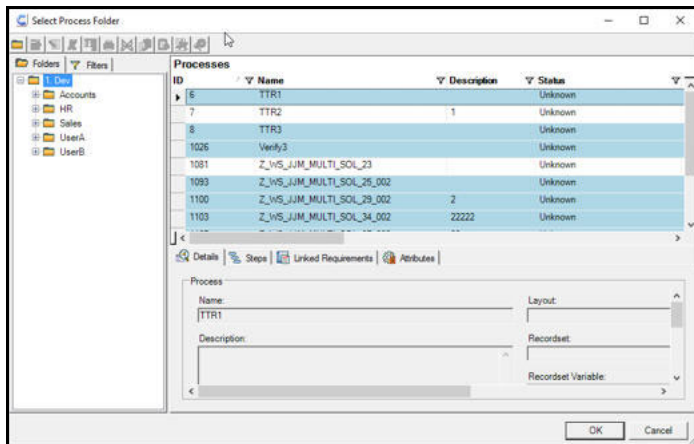 Select Process Folder
Folders Filters
1. Dev
Accounts
HR
Sales
UserA
UserB
Processes
ID Name Description Status
6 TTR1 Unknown
7 TTR2 1 Unknown
8 TTR3 Unknown
1026 Verify3 Unknown
1081 Z_WS_JJM_MULTI_SOL_23 Unknown
1093 Z_WS_JJM_MULTI_SOL_25_002 Unknown
1100 Z_WS_JJM_MULTI_SOL_29_002 2 Unknown
1103 Z_WS_JJM_MULTI_SOL_34_002 22222 Unknown
Details Steps Linked Requirements Attributes
Process
Name: Layout:
TTR1
Description: Recordset:
Recordset Variable:
OK Cancel